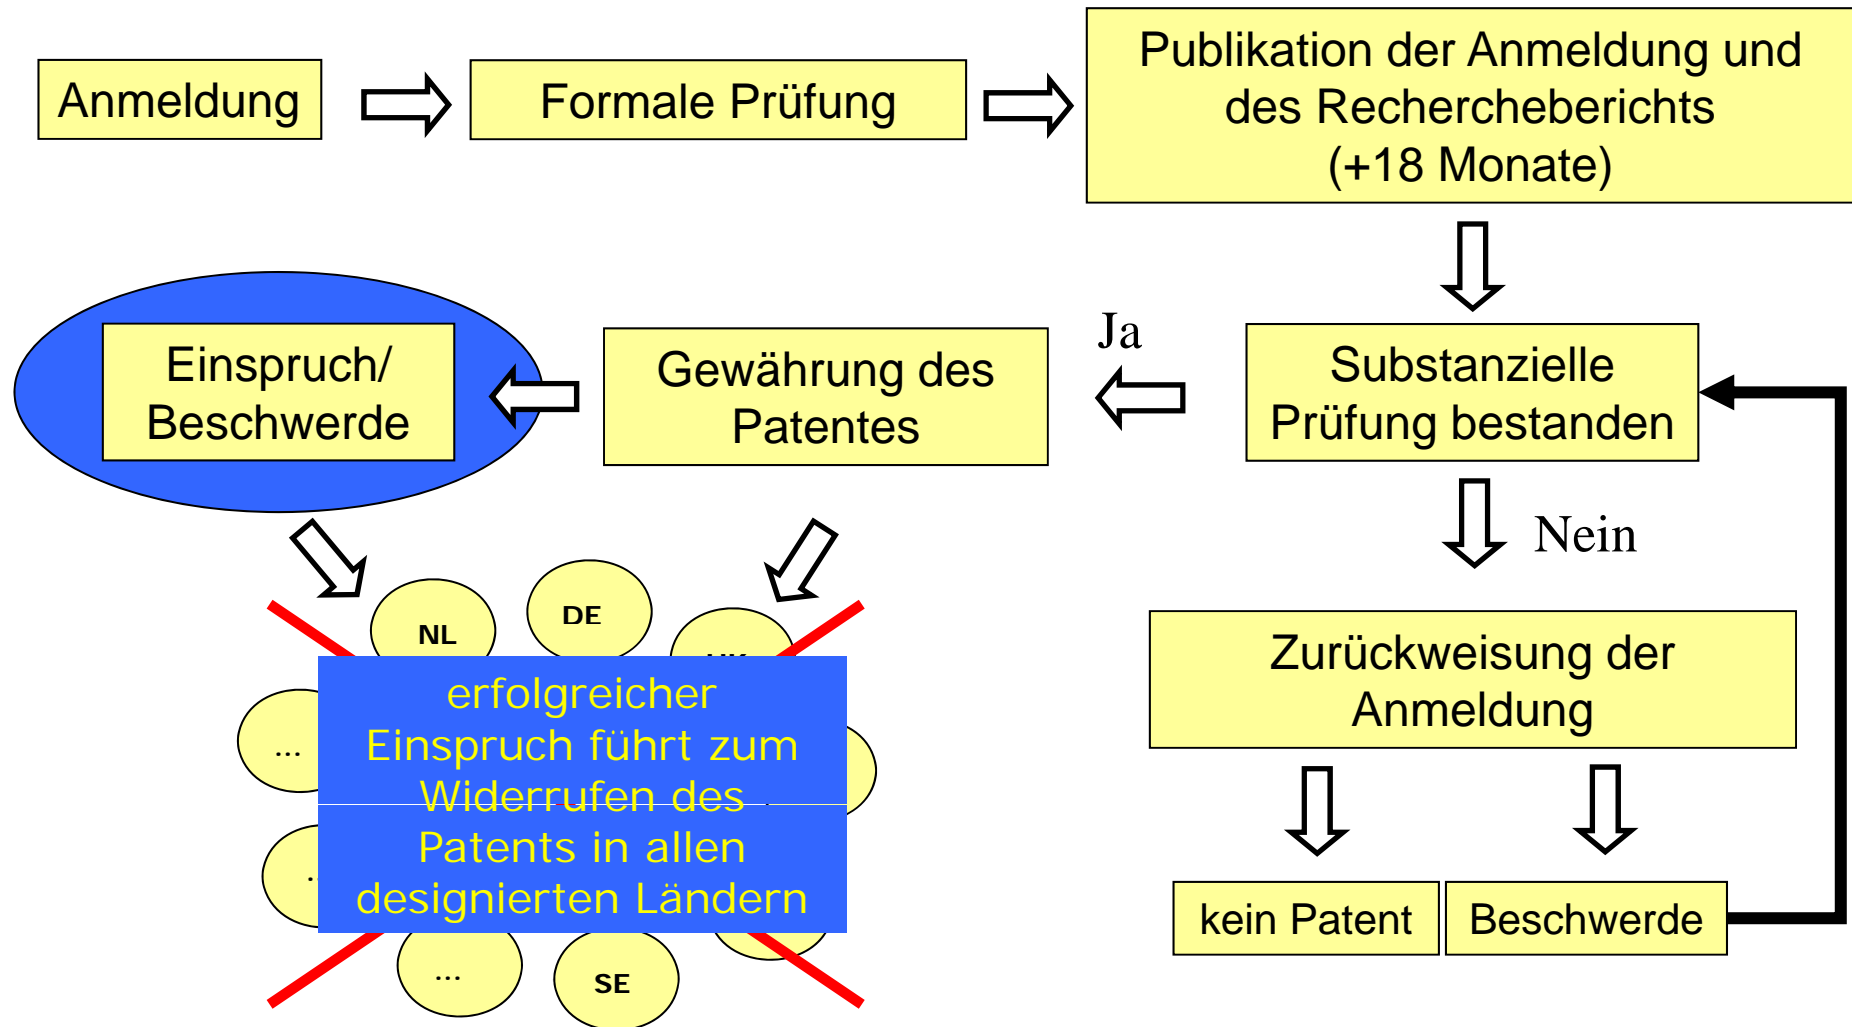 Anmeldung
Formale Prüfung
Publikation der Anmeldung und
des Rechercheberichts
(+18 Monate)
Einspruch/
Beschwerde
Gewährung des
Patentes
Ja
Substanzielle
Prüfung bestanden
Nein
Zurückweisung der
Anmeldung
kein Patent
Beschwerde
NL
DE
...
erfolgreicher
Einspruch führt zum
Widerrufen des
Patents in allen
designierten Ländern
...
SE